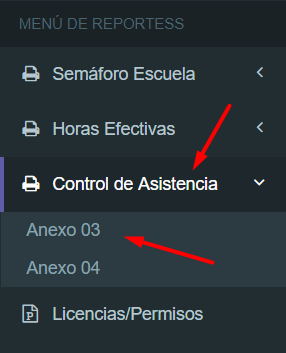 MENÚ DE REPORTESS
Semáforo Escuela
Horas Efectivas
Control de Asistencia
Anexo 03
Anexo 04
Licencias/Permisos